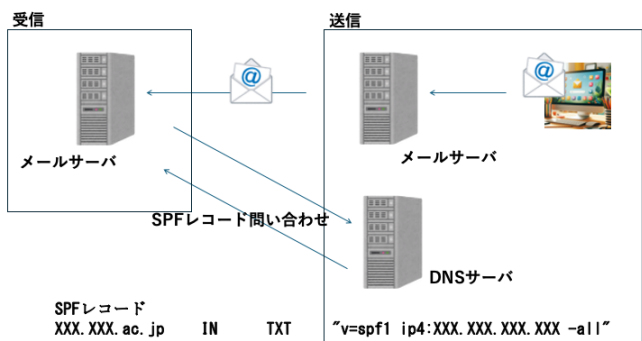 受信
送信
メールサーバ
メールサーバ
SPFレコード問い合わせ
DNSサーバ
SPFレコード
XXX.XXX.ac.jp IN TXT "v=spf1 ip4:XXX.XXX.XXX.XXX -all"